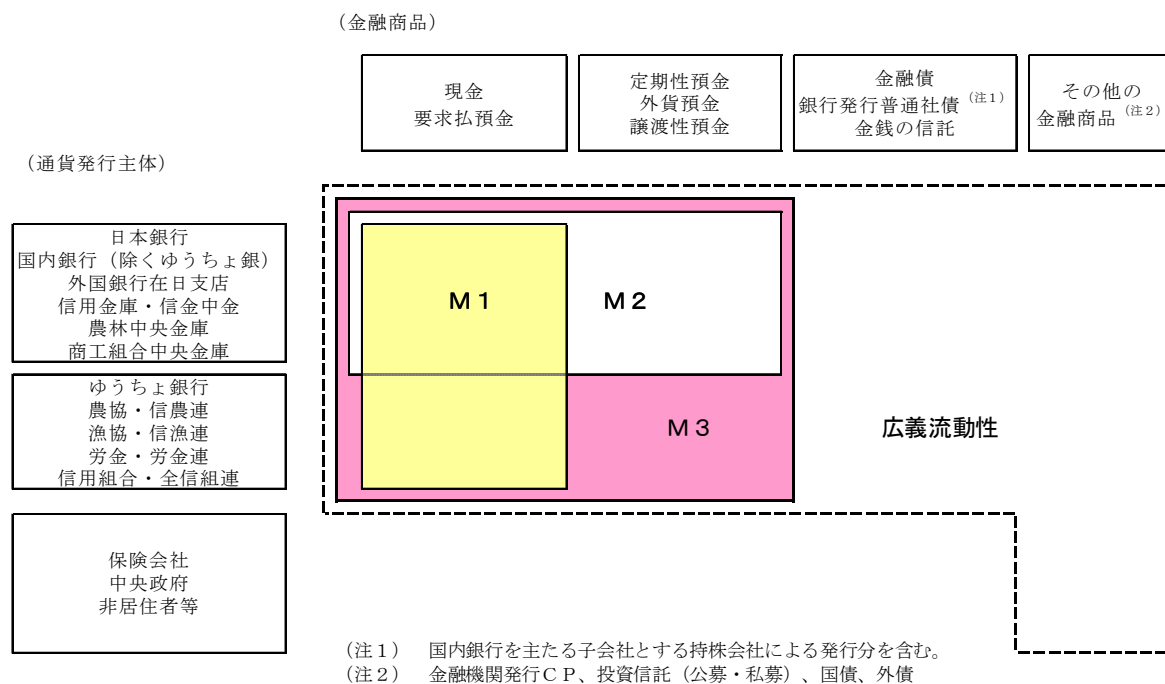 （金融商品）
現金
要求払預金
定期性預金
外貨預金
譲渡性預金
金融債
銀行発行普通社債（注１）
金銭の信託
その他の
金融商品（注２）
（通貨発行主体）
日本銀行
国内銀行（除くゆうちょ銀）
外国銀行在日支店
信用金庫・信金中金
農林中央金庫
商工組合中央金庫
ゆうちょ銀行
農協・信農連
漁協・信漁連
労金・労金連
信用組合・全信組連
保険会社
中央政府
非居住者等
Ｍ１
Ｍ２
Ｍ３
広義流動性
（注１）　国内銀行を主たる子会社とする持株会社による発行分を含む。
（注２）　金融機関発行ＣＰ、投資信託（公募・私募）、国債、外債